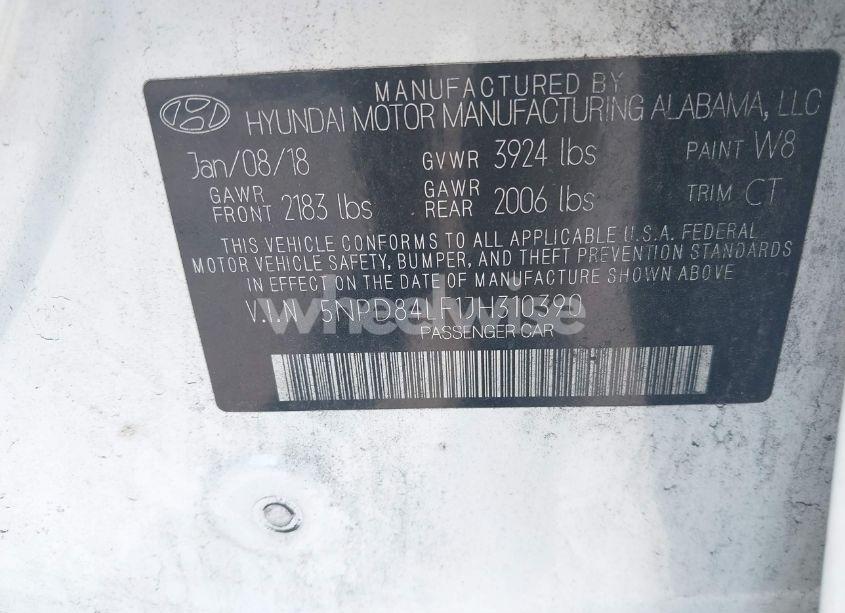 MANUFACTURED BY
HYUNDAI MOTOR MANUFACTURING ALABAMA, LLC
Jan/08/18 GVWR 3924 lbs PAINT W8
GAWR FRONT 2183 lbs GAWR REAR 2006 lbs TRIM CT
THIS VEHICLE CONFORMS TO ALL APPLICABLE U.S.A. FEDERAL
MOTOR VEHICLE SAFETY, BUMPER, AND THEFT PREVENTION STANDARDS
IN EFFECT ON THE DATE OF MANUFACTURE SHOWN ABOVE
V.I.N
wheelwise
PASSENGER CAR